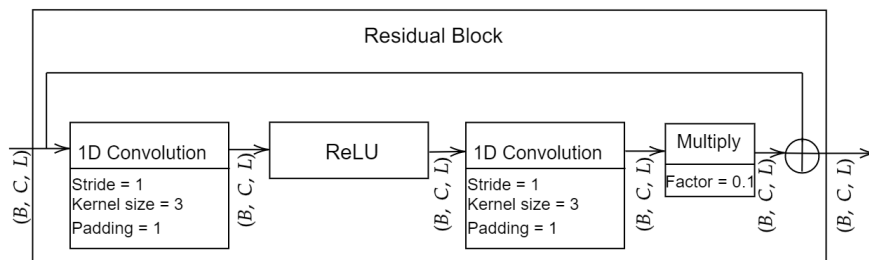 Residual Block
(B, C, L)
1D Convolution
Stride = 1
Kernel size = 3
Padding = 1
(B, C, L)
ReLU
(B, C, L)
1D Convolution
Stride = 1
Kernel size = 3
Padding = 1
(B, C, L)
Multiply
Factor = 0.1
(B, C, L)
(B, C, L)